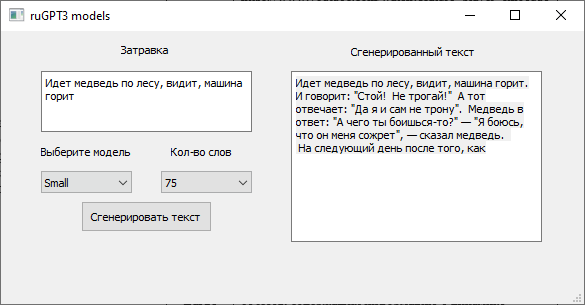 ruGPT3 models
Затравка
Идет медведь по лесу, видит, машина
горит
Выберите модель
Кол-во слов
Small
75
Сгенерировать текст
Сгенерированный текст
Идет медведь по лесу, видит, машина горит.
И говорит: "Стой! Не трогай!" А тот
отвечает: "Да я и сам не трону". Медведь в
ответ: "А чего ты боишься-то?" — "Я боюсь,
что он меня сожрет", — сказал медведь.
На следующий день после того, как